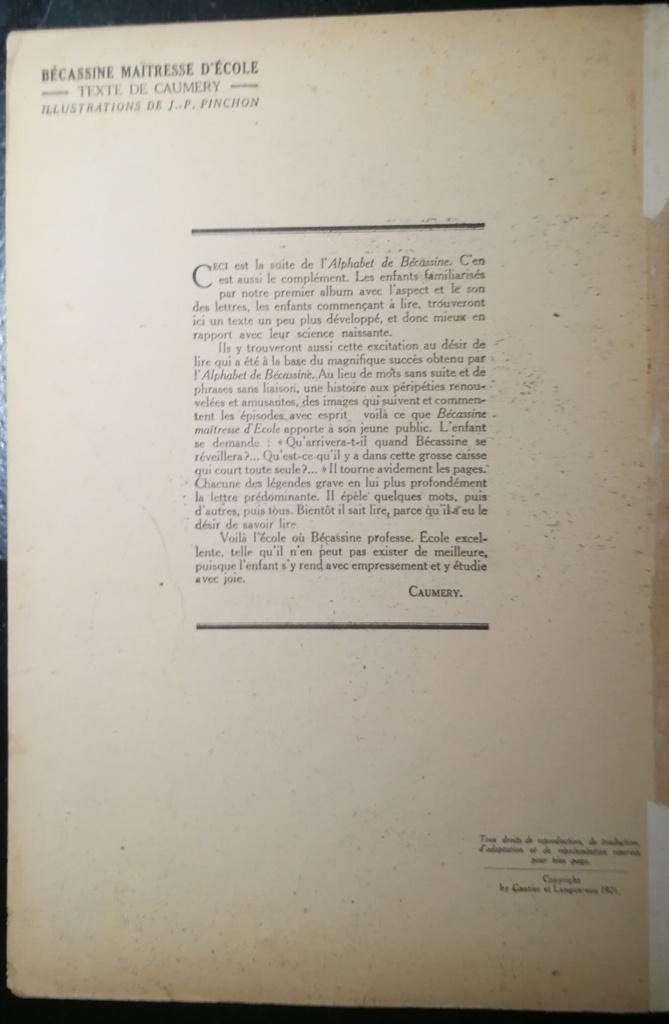 BÉCASSINE MAÎTRESSE D'ÉCOLE
TEXTE DE CAUMERY
ILLUSTRATIONS DE J.-P. PINCHON
CECI est la suite de l'Alphabet de Bécassine. C'en
est aussi le complément. Les enfants familiarisés
par notre premier album avec l'aspect et le son
des lettres, les enfants commençant à lire, trouveront
ici un texte un peu plus développé, et donc mieux en
rapport avec leur science naissante.
Ils y trouveront aussi cette excitation au désir de
lire qui a été à la base du magnifique succès obtenu par
l'Alphabet de Bécassine. Au lieu de mots sans suite et de
phrases sans liaison, une histoire aux péripéties renou-
velées et amusantes, des images qui suivent et commen-
tent les épisodes avec esprit voilà ce que Bécassine
maîtresse d'Ecole apporte à son jeune public. L'enfant
se demande : « Qu'arrivera-t-il quand Bécassine se
réveillera ?... Qu'est-ce qu'il y a dans cette grosse caisse
qui court toute seule ?... » Il tourne avidement les pages.
Chacune des légendes grave en lui plus profondément
la lettre prédominante. Il épèle quelques mots, puis
d'autres, puis tous. Bientôt il sait lire, parce qu'il a eu le
désir de savoir lire
Voilà l'école où Bécassine professe. Ecole excel-
lente, telle qu'il n'en peut pas exister de meilleure,
puisque l'enfant s'y rend avec empressement et y étudie
avec joie.
CAUMERY.
Tous droits de reproduction, de traduction,
d'adaptation et de représentation réservés
pour tous pays.
Copyright
by Gautier et Languereau